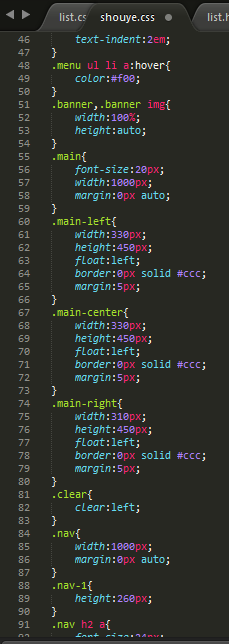 list.cs
shouye.css
list.h
46 text-indent:2em;
47 }
48 .menu ul li a:hover{
49 color:#f00;
50 }
51 .banner,.banner img{
52 width:100%;
53 height:auto;
54 }
55 .main{
56 font-size:20px;
57 width:1000px;
58 margin:0px auto;
59 }
60 .main-left{
61 width:330px;
62 height:450px;
63 float:left;
64 border:0px solid #ccc;
65 margin:5px;
66 }
67 .main-center{
68 width:330px;
69 height:450px;
70 float:left;
71 border:0px solid #ccc;
72 margin:5px;
73 }
74 .main-right{
75 width:310px;
76 height:450px;
77 float:left;
78 border:0px solid #ccc;
79 margin:5px;
80 }
81 .clear{
82 clear:left;
83 }
84 .nav{
85 width:1000px;
86 margin:0px auto;
87 }
88 .nav-1{
89 height:260px;
90 }
91 .nav h2 a{
92 font-size:24px;